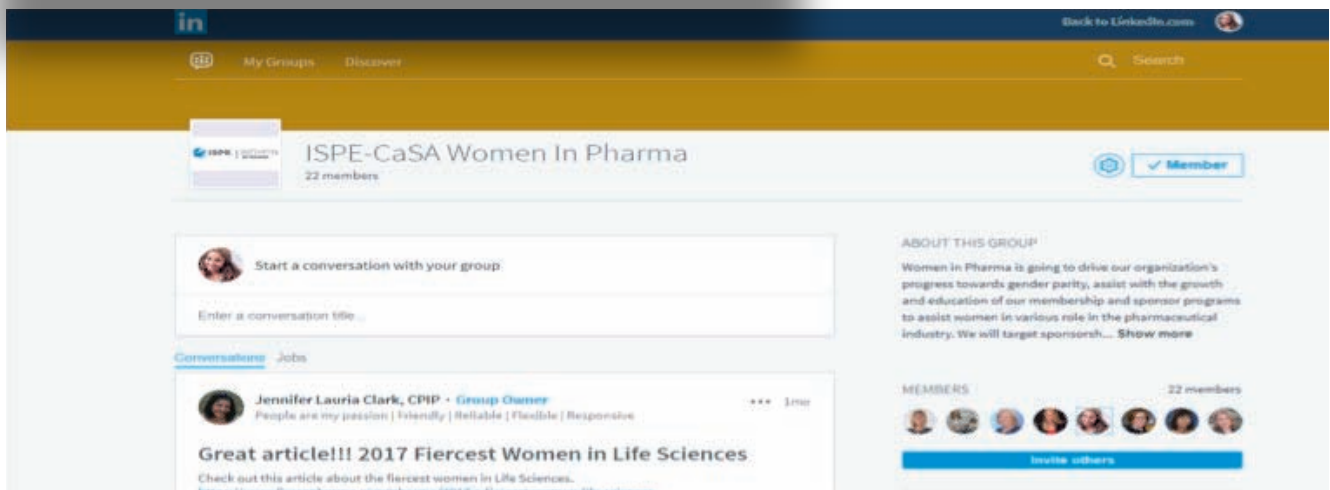 in
Back to LinkedIn.com
My Groups Discover
Search
ISPE
ISPE-CaSA Women In Pharma
22 members
Member
Start a conversation with your group
Enter a conversation title...
Conversations Jobs
Jennifer Lauria Clark, CPIP · Group Owner
People are my passion | Friendly | Reliable | Flexible | Responsive
••• 1mo
Great article!!! 2017 Fiercest Women in Life Sciences
Check out this article about the fiercest women in Life Sciences.
ABOUT THIS GROUP
Women in Pharma is going to drive our organization's
progress towards gender parity, assist with the growth
and education of our membership and sponsor programs
to assist women in various role in the pharmaceutical
industry. We will target sponsorsh... Show more
MEMBERS 22 members
Invite others